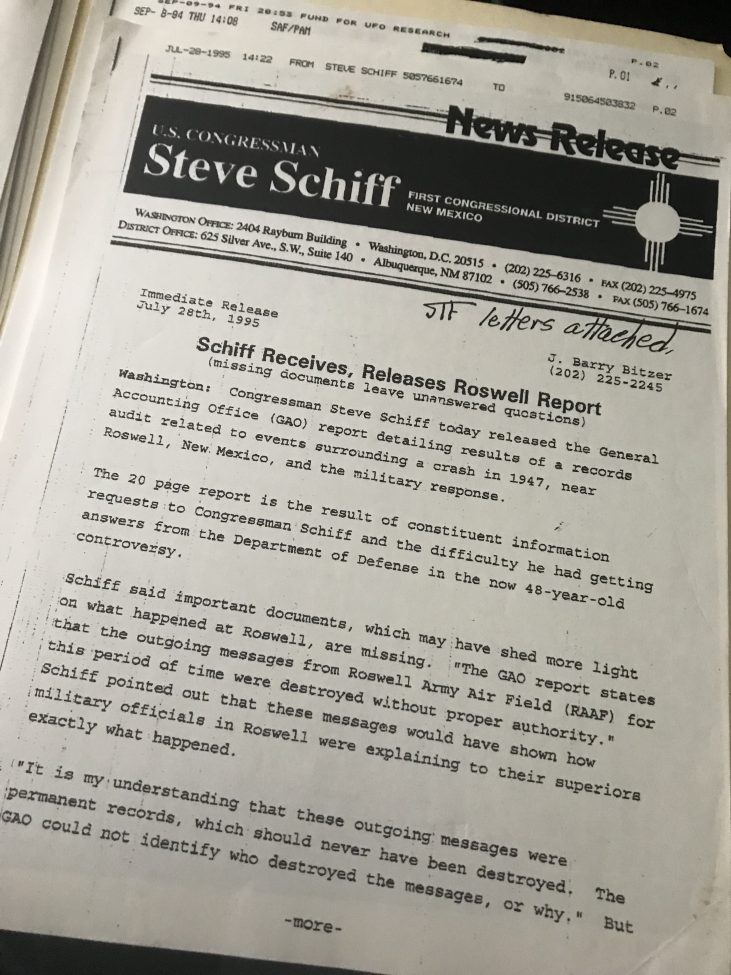 SEP-09-94 FRI 20:53 FUND FOR UFO RESEARCH P.02
SEP- 8-94 THU 14:08 SAF/PAM P.01
JUL-28-1995 14:22 FROM STEVE SCHIFF 5057661674 TO 915064503832 P.02
News Release
U.S. CONGRESSMAN
Steve Schiff
FIRST CONGRESSIONAL DISTRICT
NEW MEXICO
WASHINGTON OFFICE: 2404 Rayburn Building • Washington, D.C. 20515 • (202) 225-6316 • FAX (202) 225-4975
DISTRICT OFFICE: 625 Silver Ave., S.W., Suite 140 • Albuquerque, NM 87102 • (505) 766-2538 • FAX (505) 766-1674
letters attached.
Immediate Release
July 28th, 1995
J. Barry Bitzer
(202) 225-2245
Schiff Receives, Releases Roswell Report
(missing documents leave unanswered questions)
Washington: Congressman Steve Schiff today released the General
Accounting Office (GAO) report detailing results of a records
audit related to events surrounding a crash in 1947, near
Roswell, New Mexico, and the military response.
The 20 page report is the result of constituent information
requests to Congressman Schiff and the difficulty he had getting
answers from the Department of Defense in the now 48-year-old
controversy.
Schiff said important documents, which may have shed more light
on what happened at Roswell, are missing. "The GAO report states
that the outgoing messages from Roswell Army Air Field (RAAF) for
this period of time were destroyed without proper authority."
Schiff pointed out that these messages would have shown how
military officials in Roswell were explaining to their superiors
exactly what happened.
"It is my understanding that these outgoing messages were
permanent records, which should never have been destroyed. The
GAO could not identify who destroyed the messages, or why." But
-more-